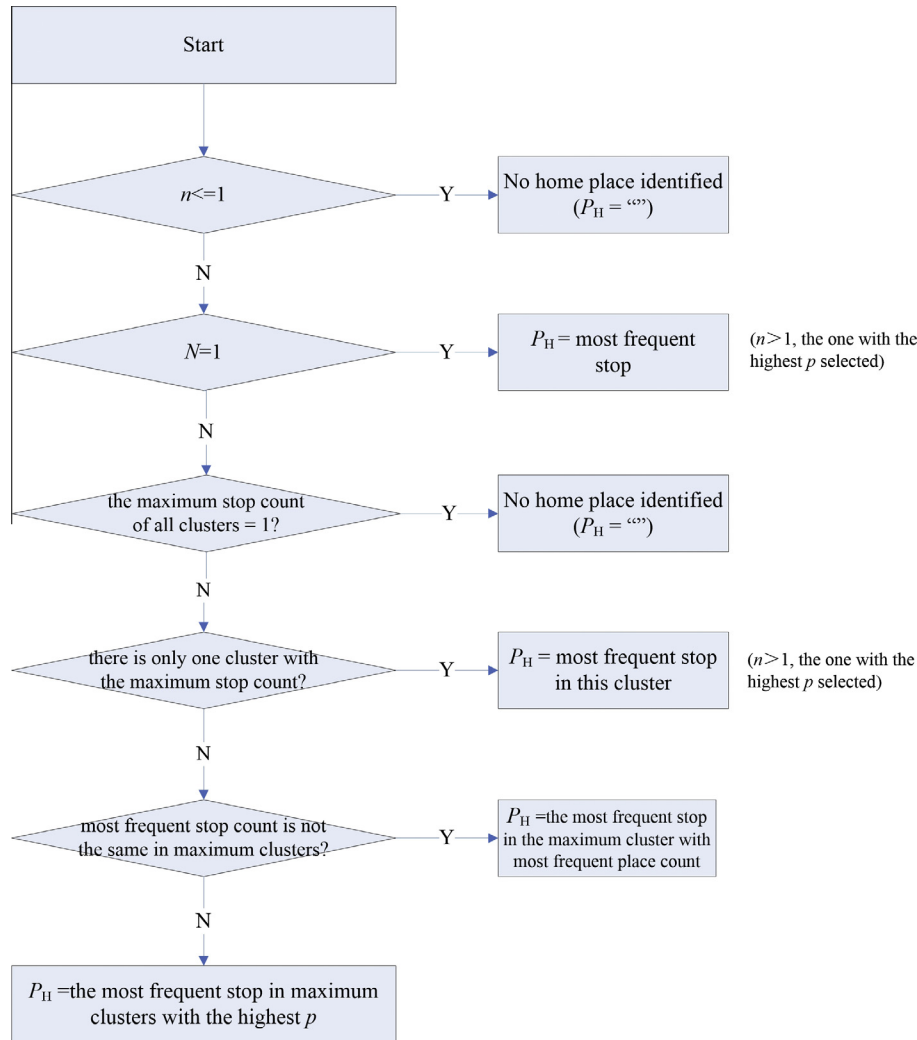 Start
n<=1
Y
No home place identified
(PH = “”)
N
N=1
Y
PH = most frequent
stop
(n>1, the one with the
highest p selected)
N
the maximum stop count
of all clusters = 1?
Y
No home place identified
(PH = “”)
N
there is only one cluster with
the maximum stop count?
Y
PH = most frequent stop
in this cluster
(n>1, the one with the
highest p selected)
N
most frequent stop count is not
the same in maximum clusters?
Y
PH =the most frequent stop
in the maximum cluster with
most frequent place count
N
PH =the most frequent stop in maximum
clusters with the highest p